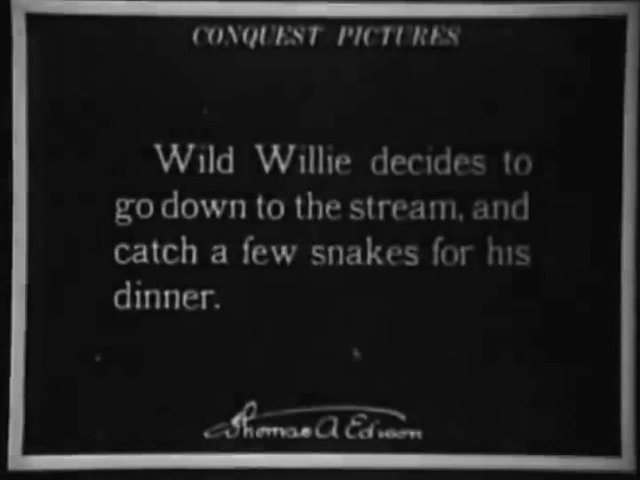 CONQUEST PICTURES
Wild Willie decides to
go down to the stream, and
catch a few snakes for his
dinner.
Thomas A Edison